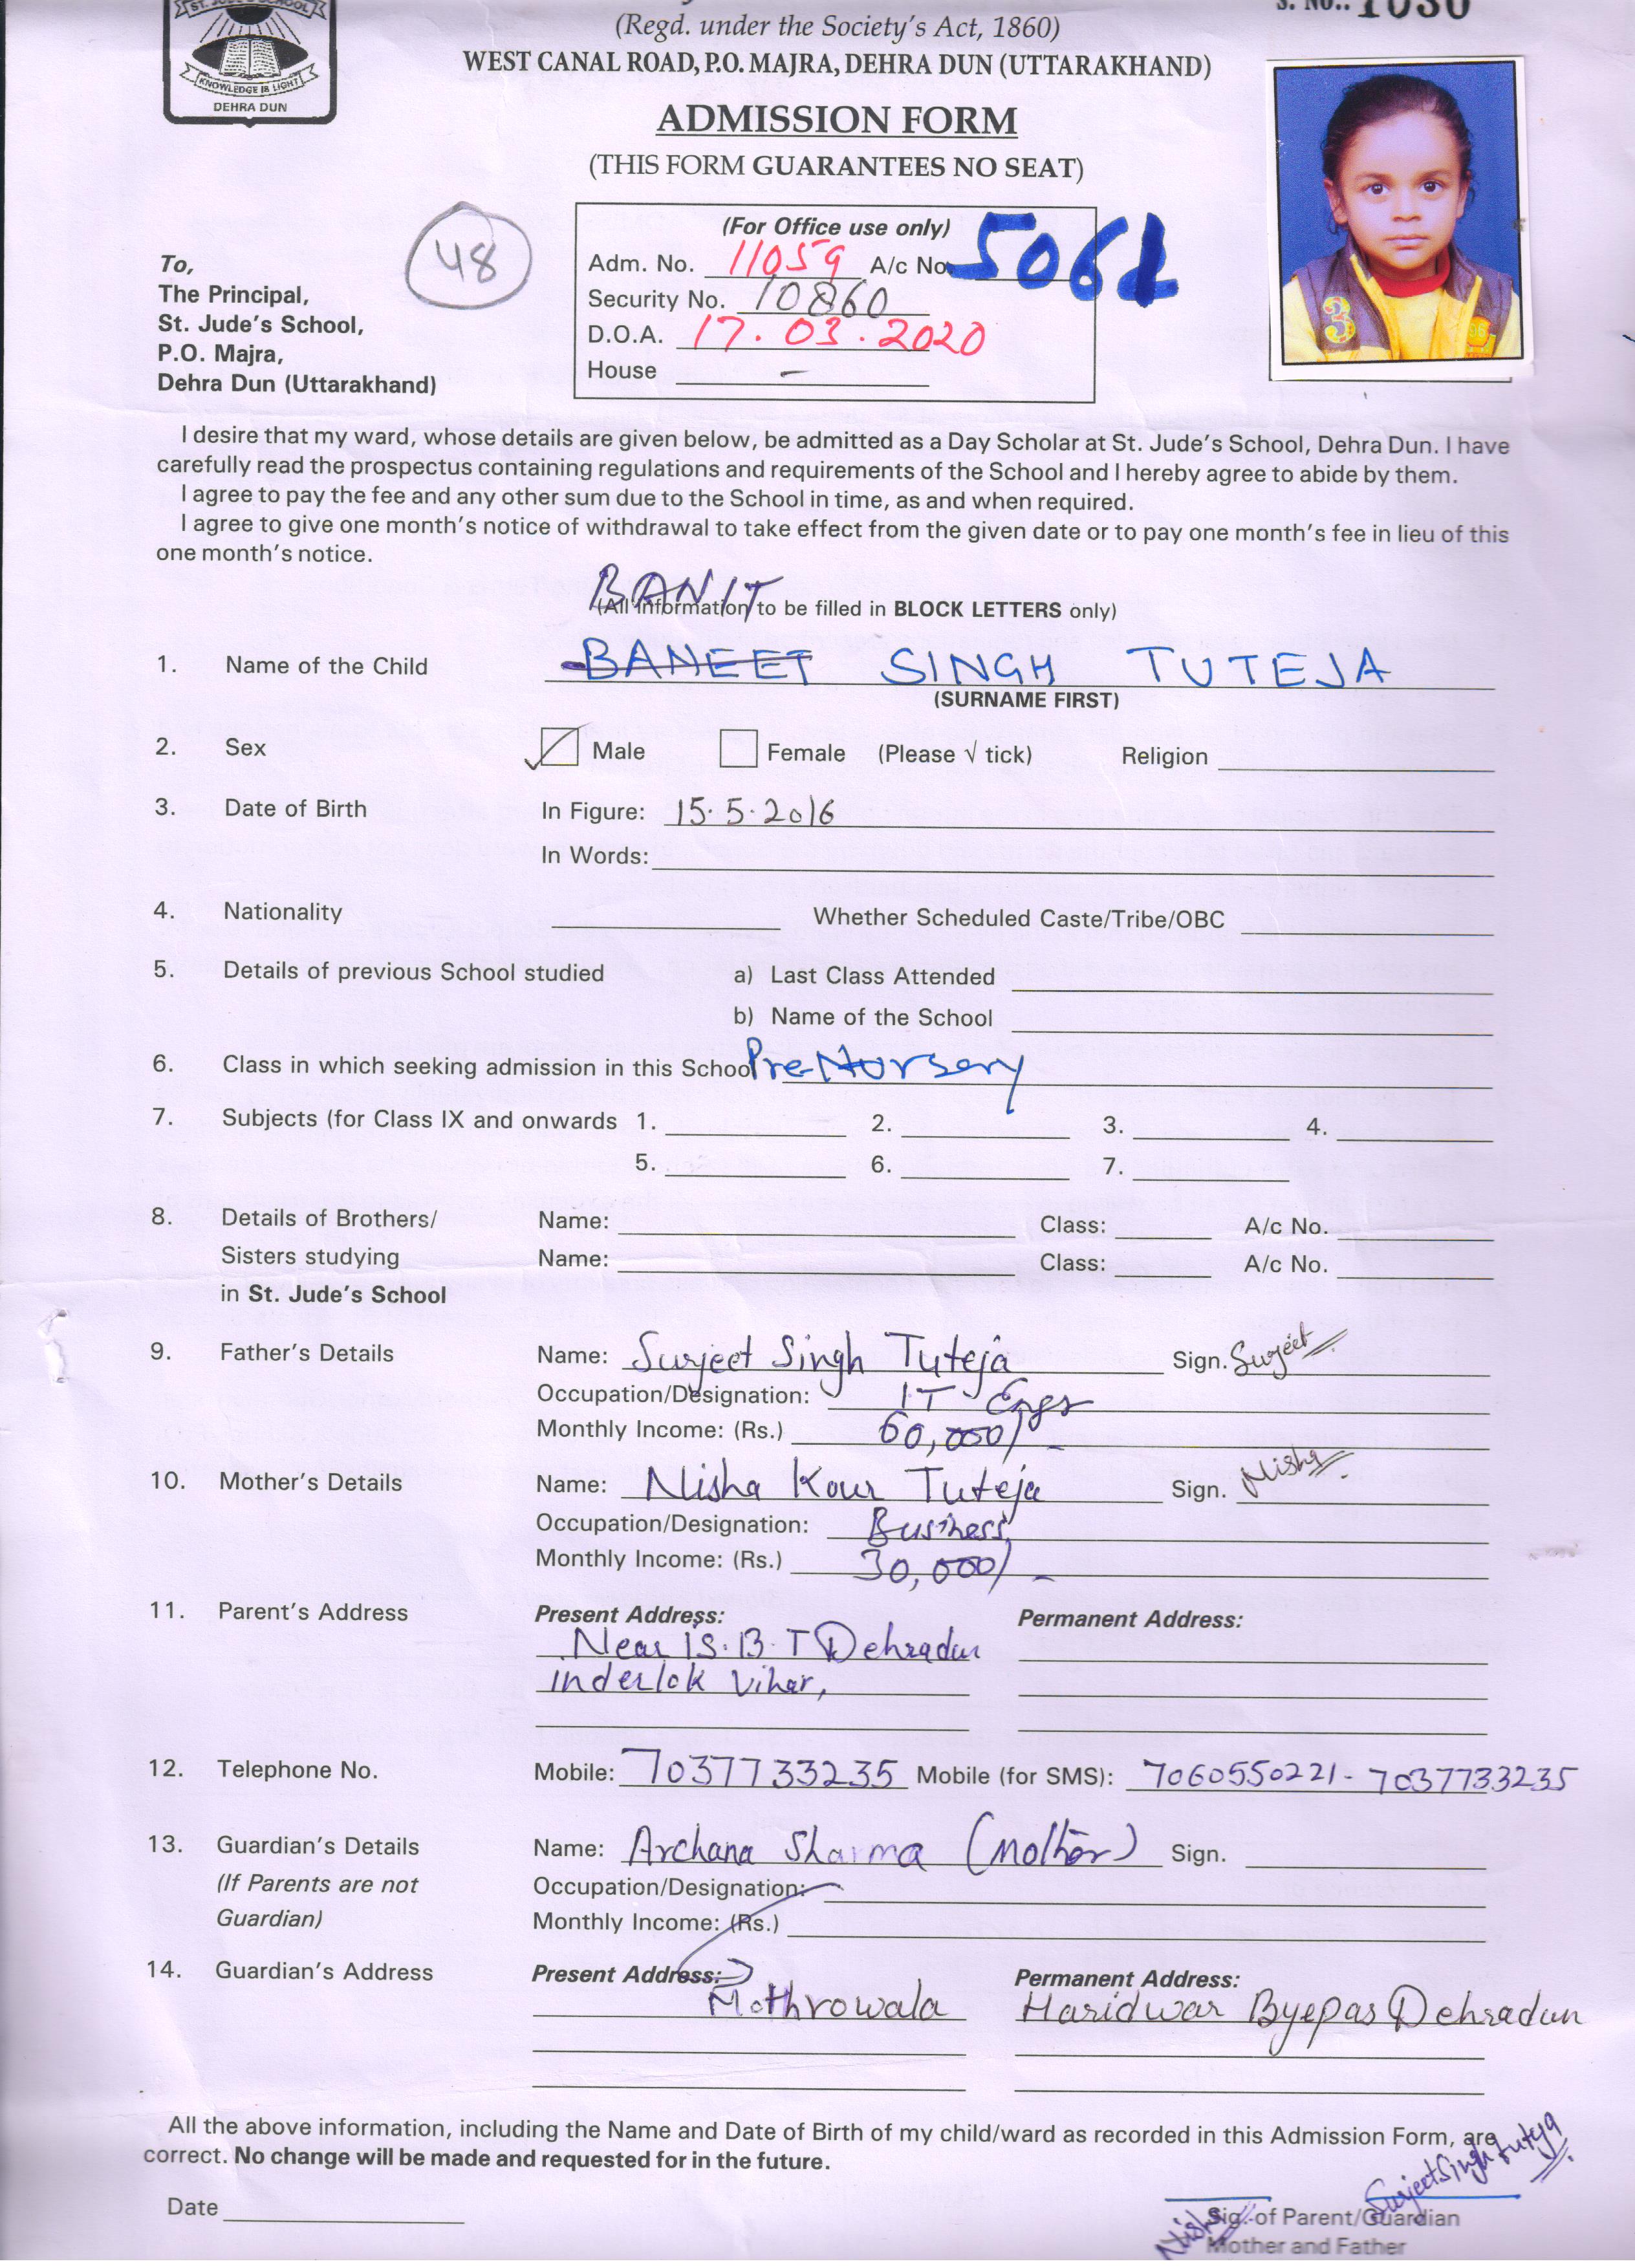 ST. JUDE'S SCHOOL
KNOWLEDGE IS LIGHT
DEHRA DUN
S. No.. 1030
(Regd. under the Society's Act, 1860)
WEST CANAL ROAD, P.O. MAJRA, DEHRA DUN (UTTARAKHAND)
ADMISSION FORM
(THIS FORM GUARANTEES NO SEAT)
48
(For Office use only)
Adm. No. 11059 A/c No. 5061
Security No. 10860
D.O.A. 17.03.2020
House -
To,
The Principal,
St. Jude's School,
P.O. Majra,
Dehra Dun (Uttarakhand)
I desire that my ward, whose details are given below, be admitted as a Day Scholar at St. Jude's School, Dehra Dun. I have
carefully read the prospectus containing regulations and requirements of the School and I hereby agree to abide by them.
I agree to pay the fee and any other sum due to the School in time, as and when required.
I agree to give one month's notice of withdrawal to take effect from the given date or to pay one month's fee in lieu of this
one month's notice.
BANIT
(All information to be filled in BLOCK LETTERS only)
1. Name of the Child BANEET SINGH TUTEJA
(SURNAME FIRST)
2. Sex Male Female (Please √ tick) Religion
3. Date of Birth In Figure: 15.5.2016
In Words:
4. Nationality Whether Scheduled Caste/Tribe/OBC
5. Details of previous School studied a) Last Class Attended
b) Name of the School
6. Class in which seeking admission in this School Pre-Nursery
7. Subjects (for Class IX and onwards 1. 2. 3. 4.
5. 6. 7.
8. Details of Brothers/ Name: Class: A/c No.
Sisters studying Name: Class: A/c No.
in St. Jude's School
9. Father's Details Name: Surjeet Singh Tuteja Sign. Surjeet
Occupation/Designation: IT Engr
Monthly Income: (Rs.) 60,000/-
10. Mother's Details Name: Nisha Kour Tuteja Sign. Nisha
Occupation/Designation: Business
Monthly Income: (Rs.) 30,000/-
11. Parent's Address Present Address: Permanent Address:
Near I.S.B.T Dehradun
inderlok Vihar,
12. Telephone No. Mobile: 7037733235 Mobile (for SMS): 7060550221-7037733235
13. Guardian's Details Name: Archana Sharma (Mother) Sign.
(If Parents are not Occupation/Designation:
Guardian) Monthly Income: (Rs.)
14. Guardian's Address Present Address: Permanent Address:
Mothrowala Haridwar Byepas Dehradun
All the above information, including the Name and Date of Birth of my child/ward as recorded in this Admission Form, are
correct. No change will be made and requested for in the future.
Surjeet Singh Tuteja
Date
Nisha
Sig. of Parent/Guardian
Mother and Father